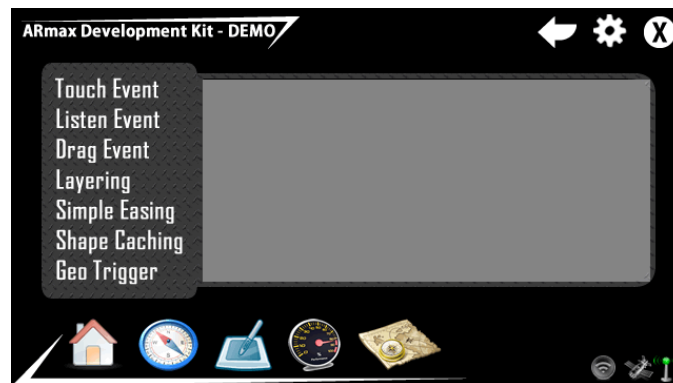 ARmax Development Kit - DEMO
X
Touch Event
Listen Event
Drag Event
Layering
Simple Easing
Shape Caching
Geo Trigger